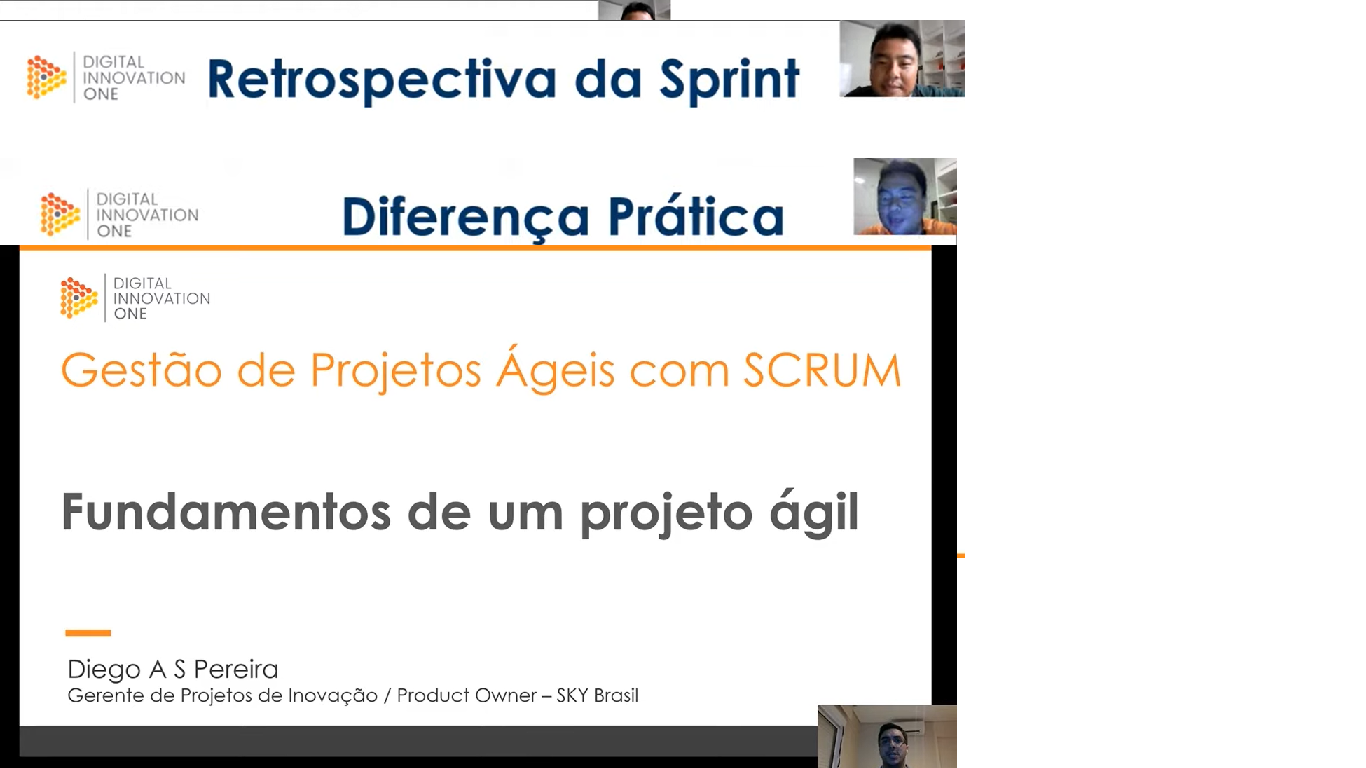 DIGITAL
INNOVATION
ONE
Retrospectiva da Sprint
DIGITAL
INNOVATION
ONE
Diferença Prática
DIGITAL
INNOVATION
ONE
Gestão de Projetos Ágeis com SCRUM
Fundamentos de um projeto ágil
Diego A S Pereira
Gerente de Projetos de Inovação / Product Owner – SKY Brasil